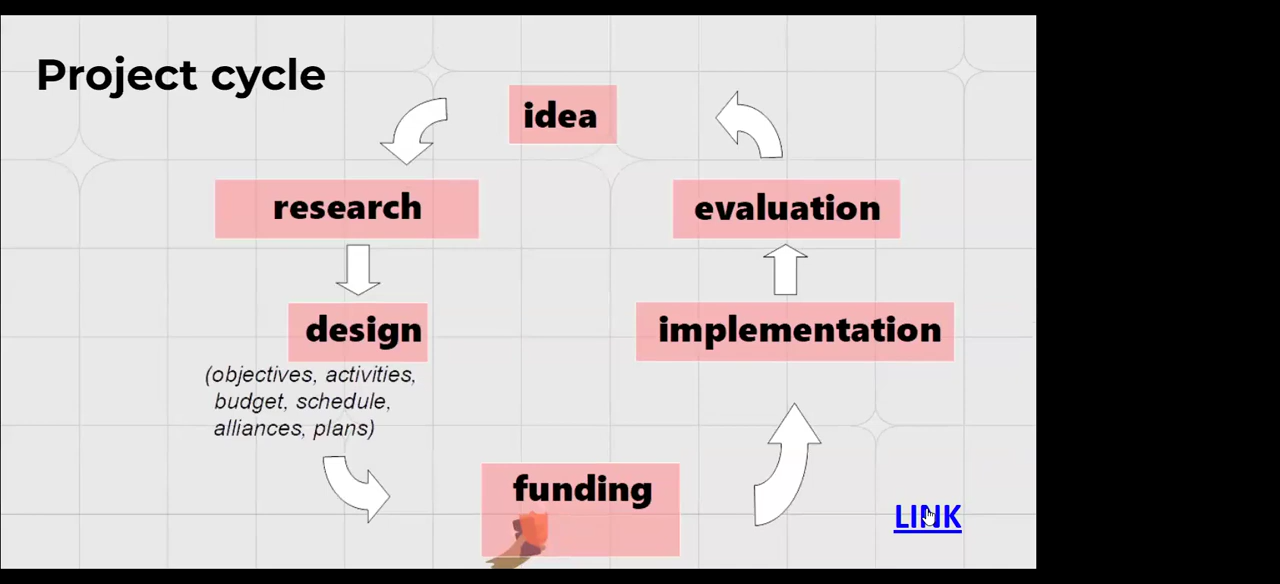 Project cycle
idea
research
evaluation
design
implementation
(objectives, activities,
budget, schedule,
alliances, plans)
funding
LINK